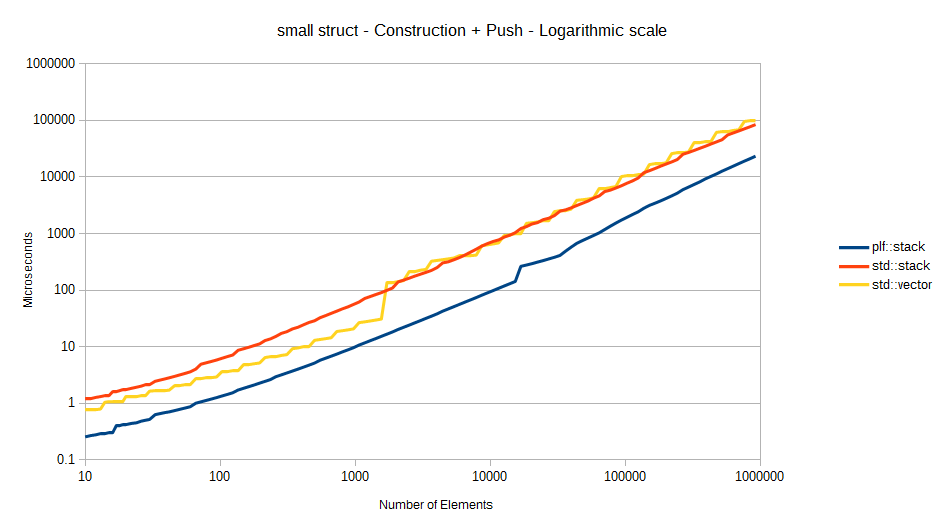 small struct - Construction + Push - Logarithmic scale
1000000
100000
10000
1000
100
10
1
0.1
Microseconds
10
100
1000
10000
100000
1000000
Number of Elements
plf::stack
std::stack
std::vector